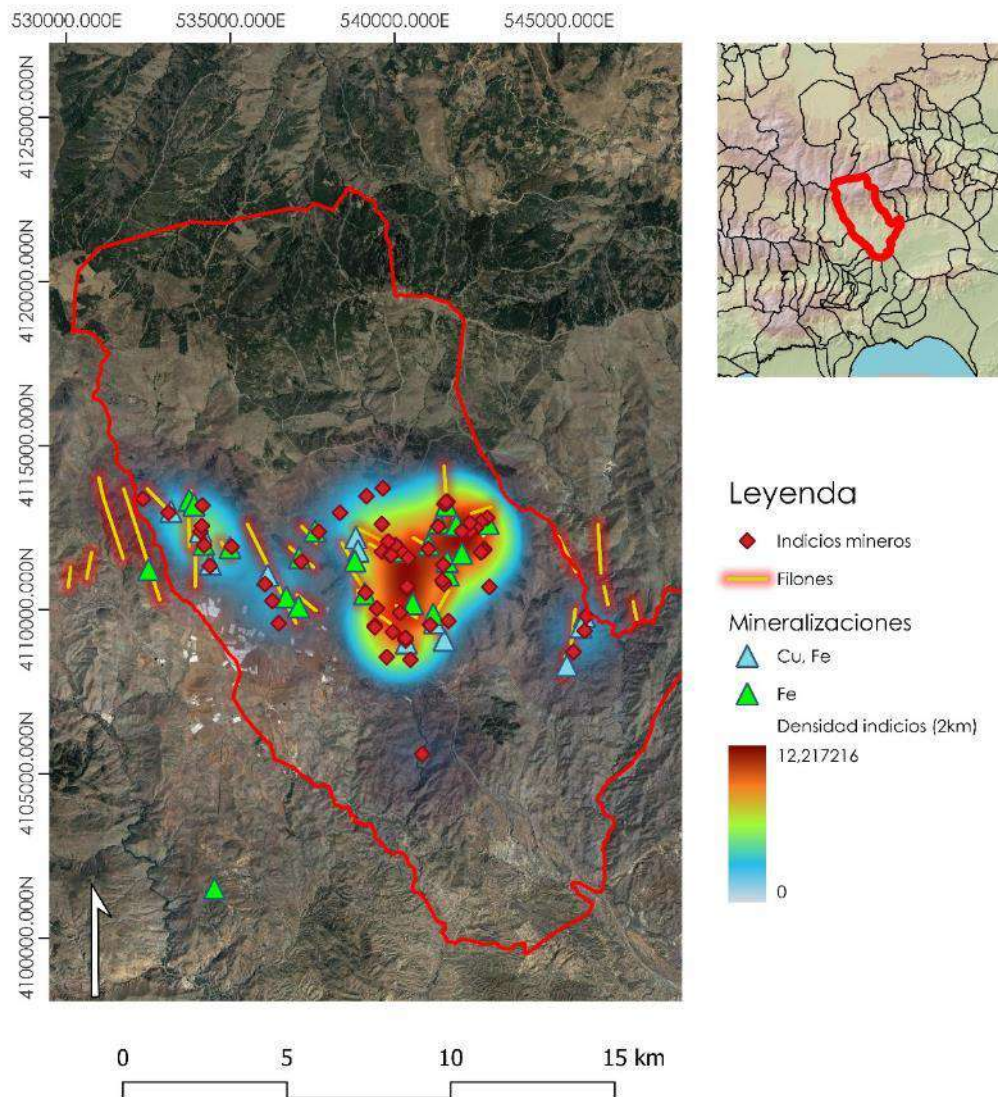 530000.000E 535000.000E 540000.000E 545000.000E
4125000.000N
4120000.000N
4115000.000N
4110000.000N
4105000.000N
4100000.000N
Leyenda
Indicios mineros
Filones
Mineralizaciones
Cu, Fe
Fe
Densidad indicios (2km)
12,217216
0
0 5 10 15 km